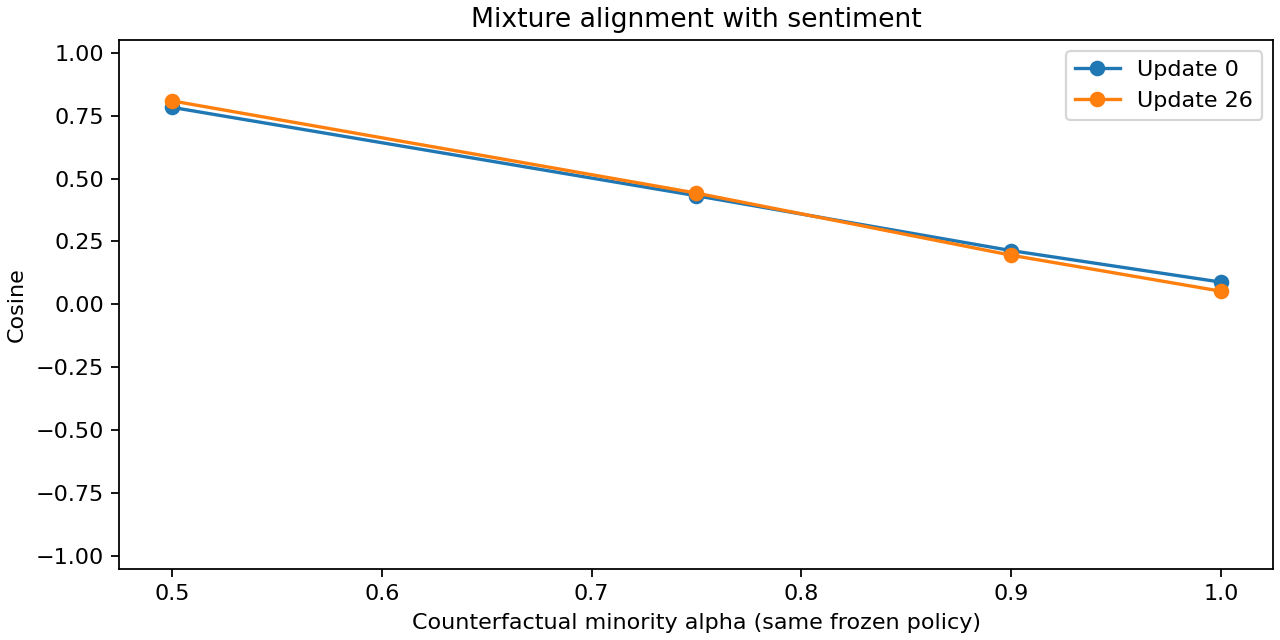 Mixture alignment with sentiment
Update 0
Update 26
Cosine
1.00
0.75
0.50
0.25
0.00
−0.25
−0.50
−0.75
−1.00
0.5 0.6 0.7 0.8 0.9 1.0
Counterfactual minority alpha (same frozen policy)